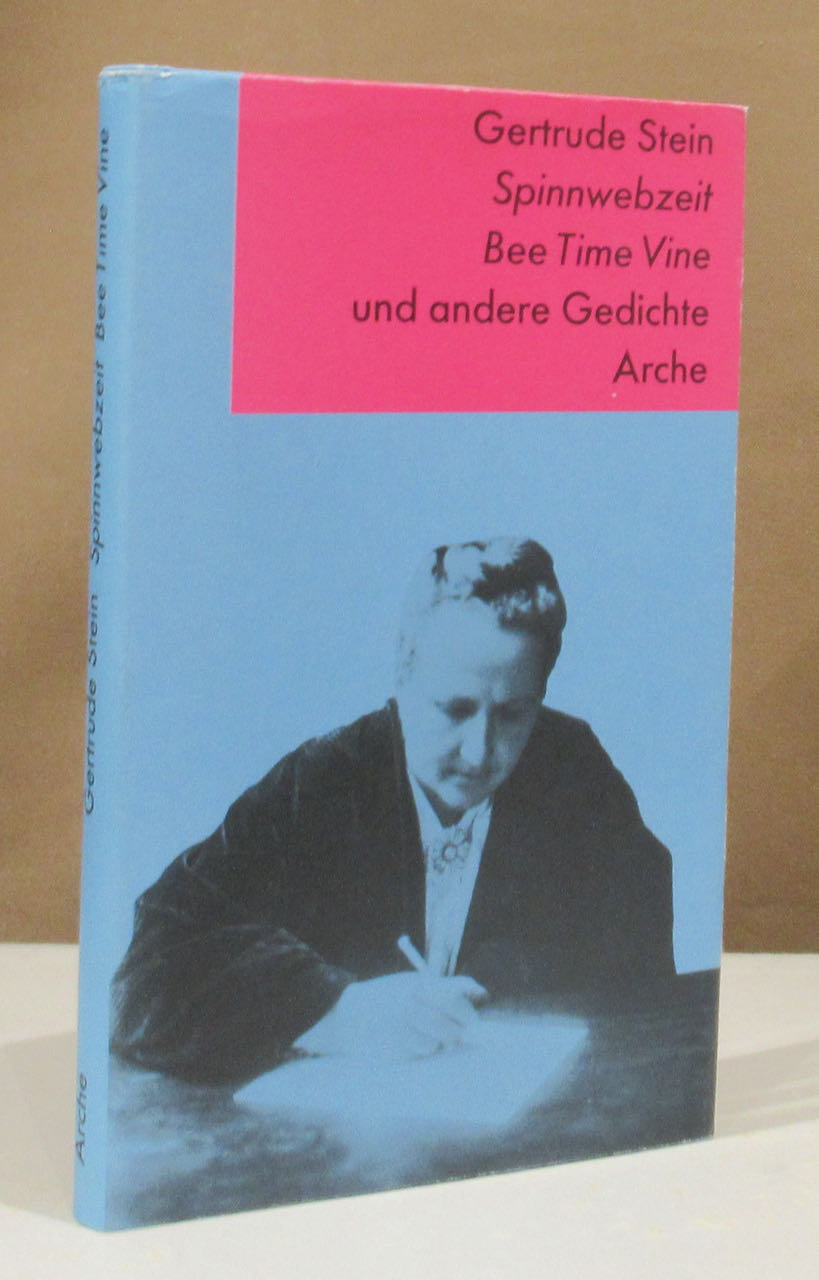 Gertrude Stein
Spinnwebzeit
Bee Time Vine
und andere Gedichte
Arche
Gertrude Stein Spinnwebzeit Bee Time Vine
Arche